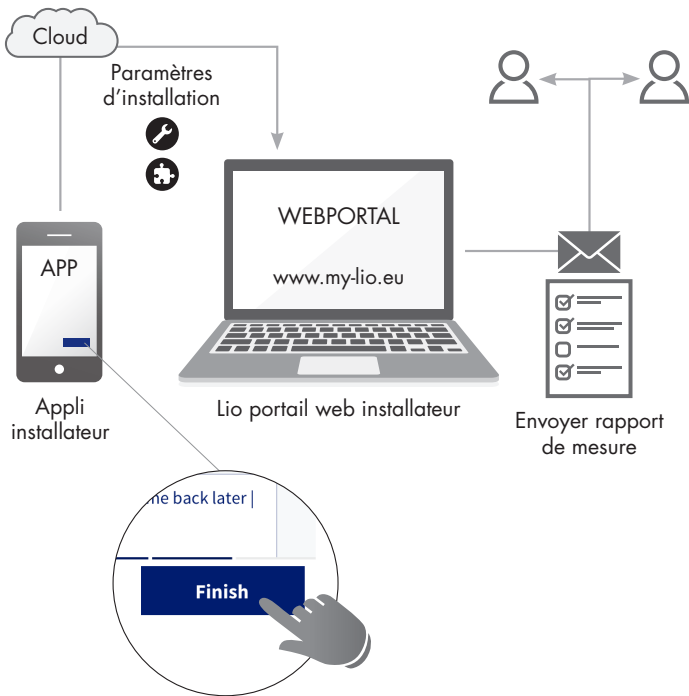 Cloud
Paramètres
d'installation
WEBPORTAL
www.my-lio.eu
APP
Appli
installateur
Lio portail web installateur
Envoyer rapport
de mesure
me back later |
Finish